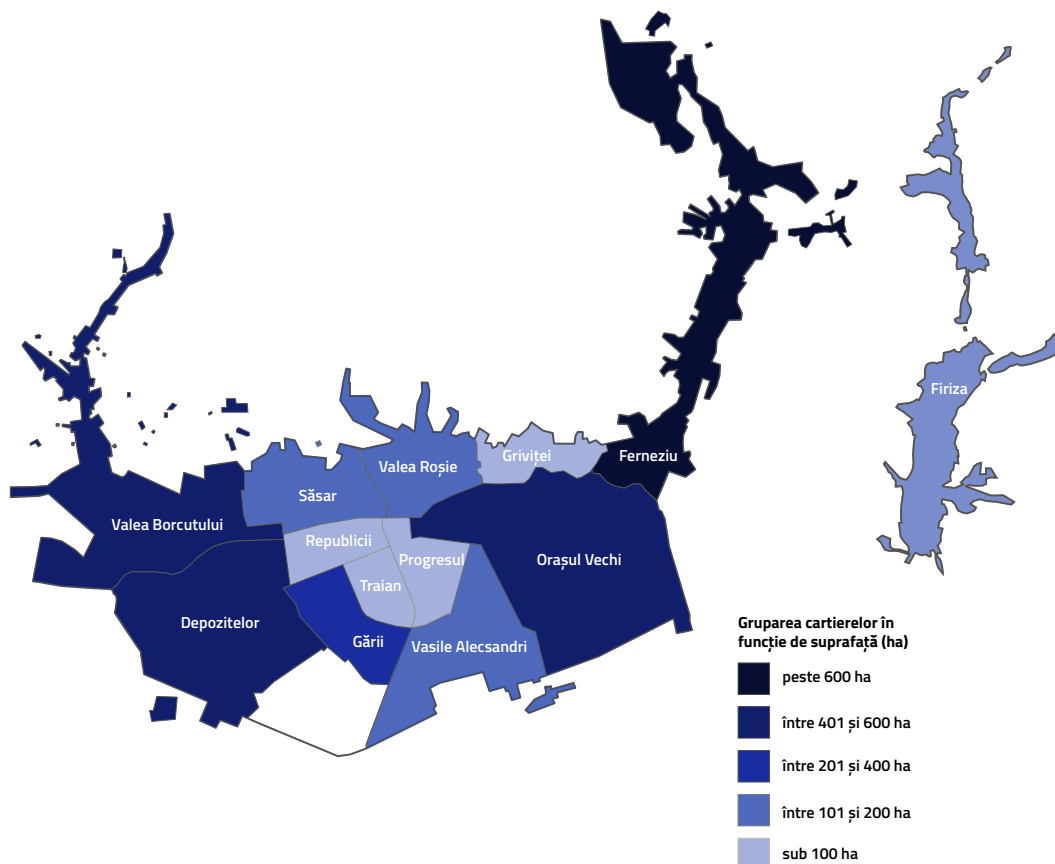 Firiza
Grivitei
Ferneziu
Valea Roșie
Săsar
Valea Borcutului
Republicii
Progresul
Orașul Vechi
Traian
Depozitelor
Gării
Vasile Alecsandri
Gruparea cartierelor în
funcție de suprafață (ha)
peste 600 ha
între 401 și 600 ha
între 201 și 400 ha
între 101 și 200 ha
sub 100 ha